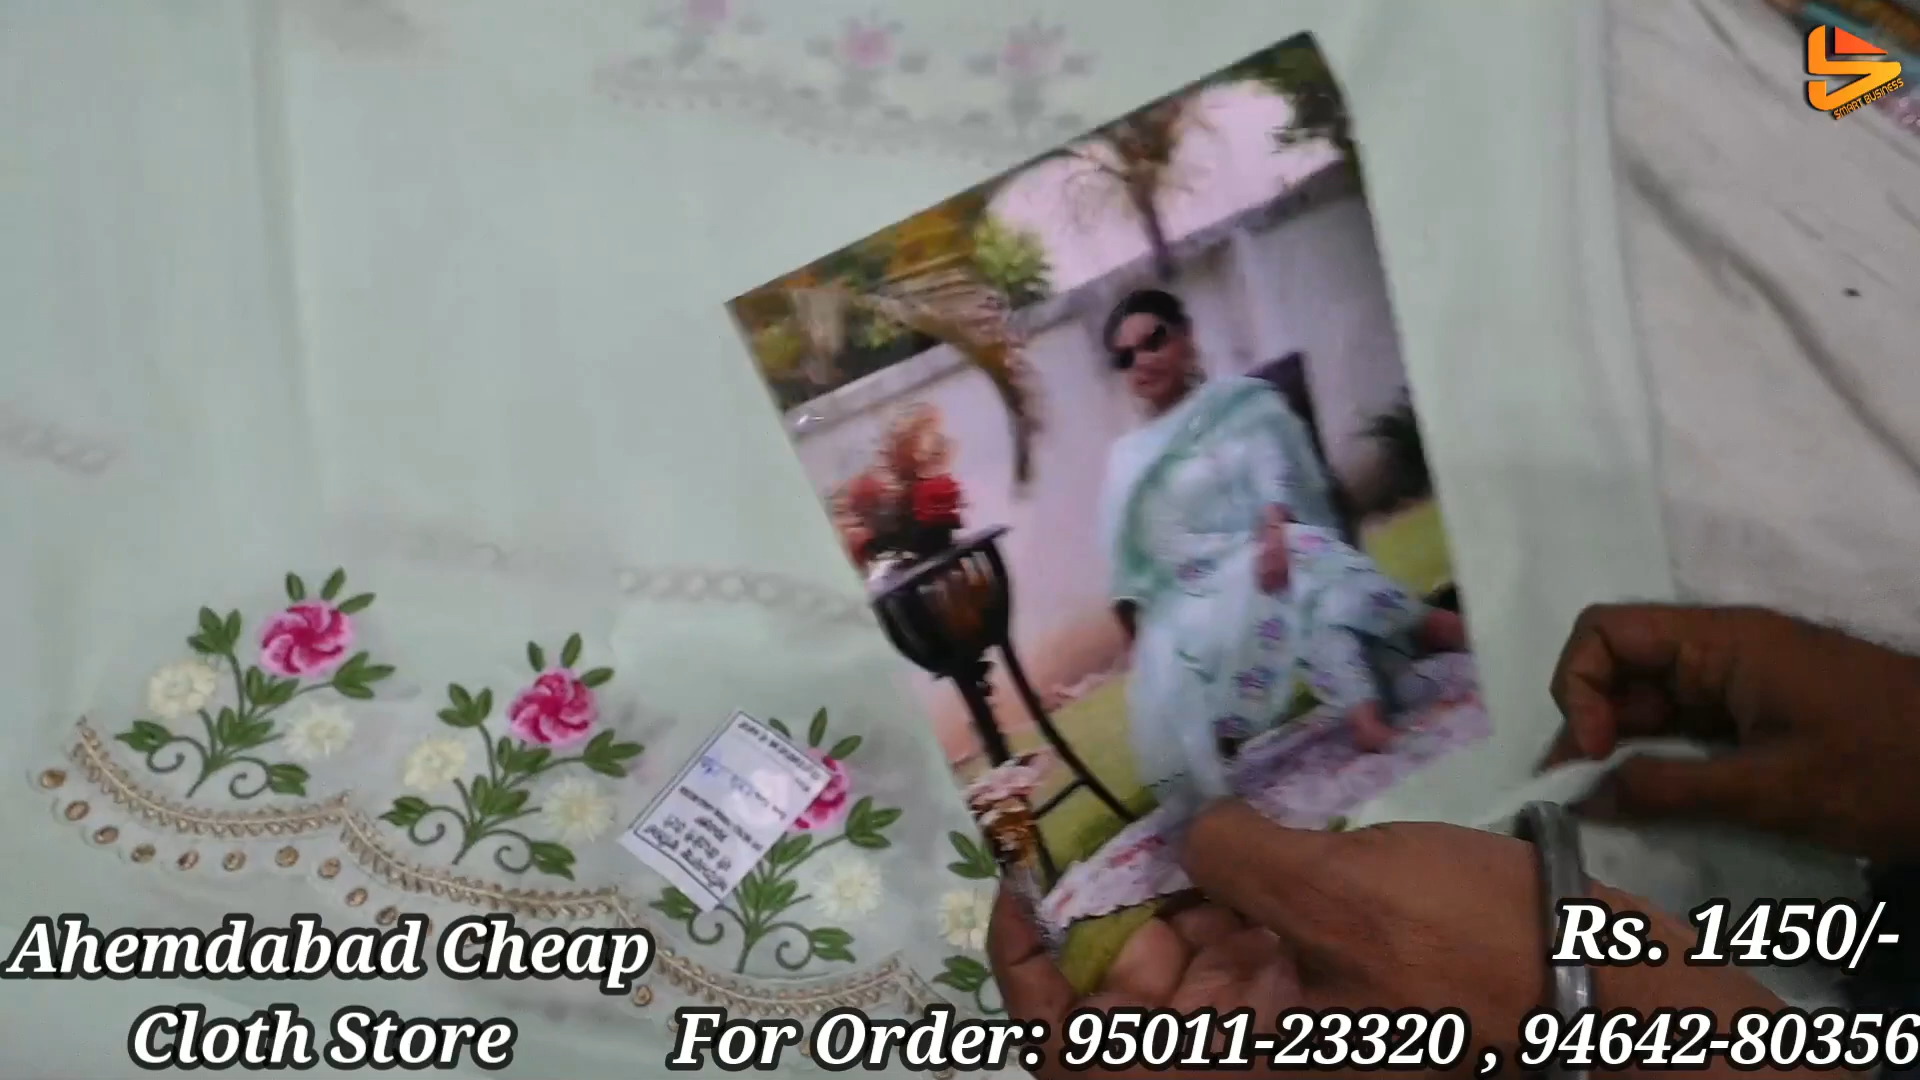 SMART BUSINESS
Ahemdabad Cheap
Cloth Store
Rs. 1450/-
For Order: 95011-23320 , 94642-80356